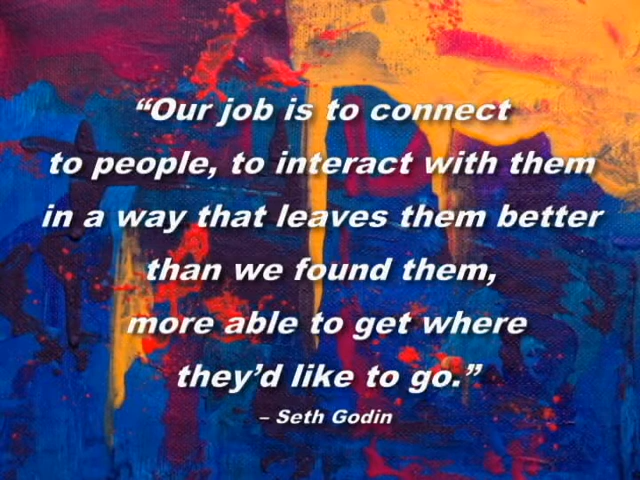 “Our job is to connect
to people, to interact with them
in a way that leaves them better
than we found them,
more able to get where
they’d like to go.”
– Seth Godin